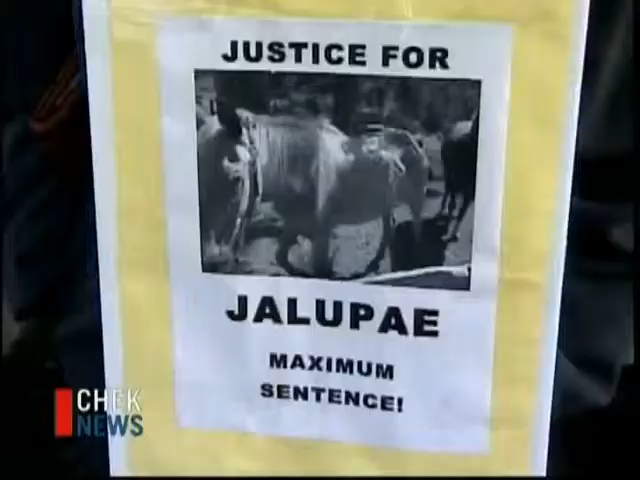 JUSTICE FOR
JALUPAE
MAXIMUM
SENTENCE!
CHEK
NEWS